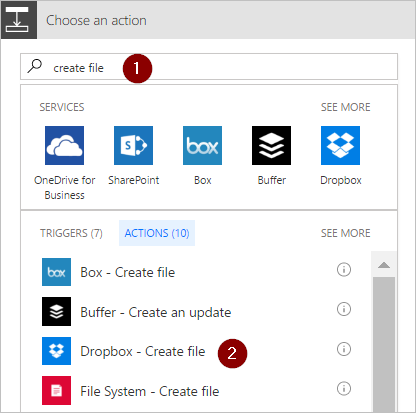 Choose an action
create file
1
SERVICES
SEE MORE
OneDrive for
Business
SharePoint
box
Box
Buffer
Dropbox
TRIGGERS (7)
ACTIONS (10)
SEE MORE
box
Box - Create file
Buffer - Create an update
Dropbox - Create file
2
File System - Create file